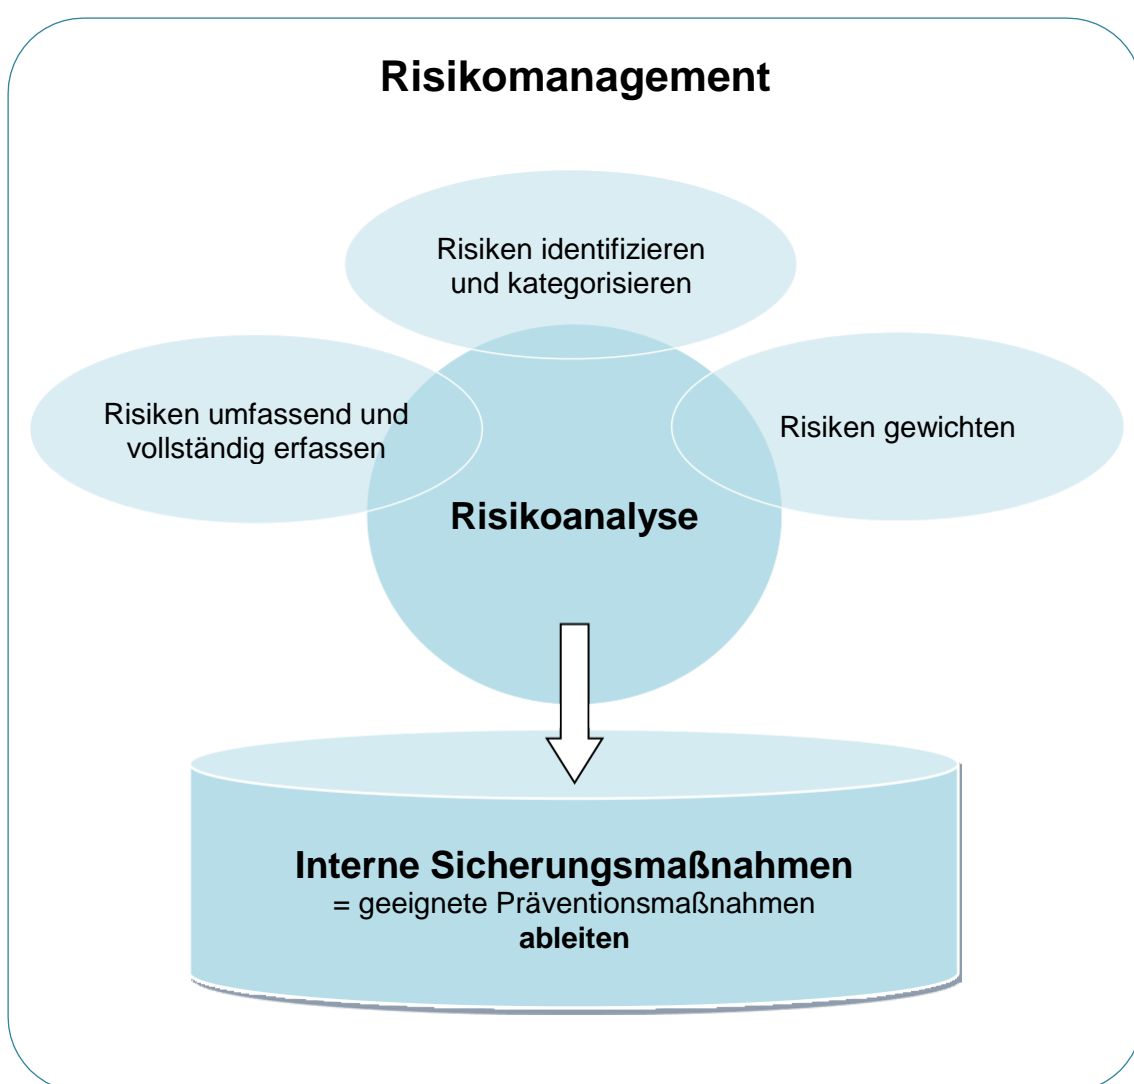 Risikomanagement
Risiken identifizieren
und kategorisieren
Risiken umfassend und
vollständig erfassen
Risiken gewichten
Risikoanalyse
Interne Sicherungsmaßnahmen
= geeignete Präventionsmaßnahmen
ableiten